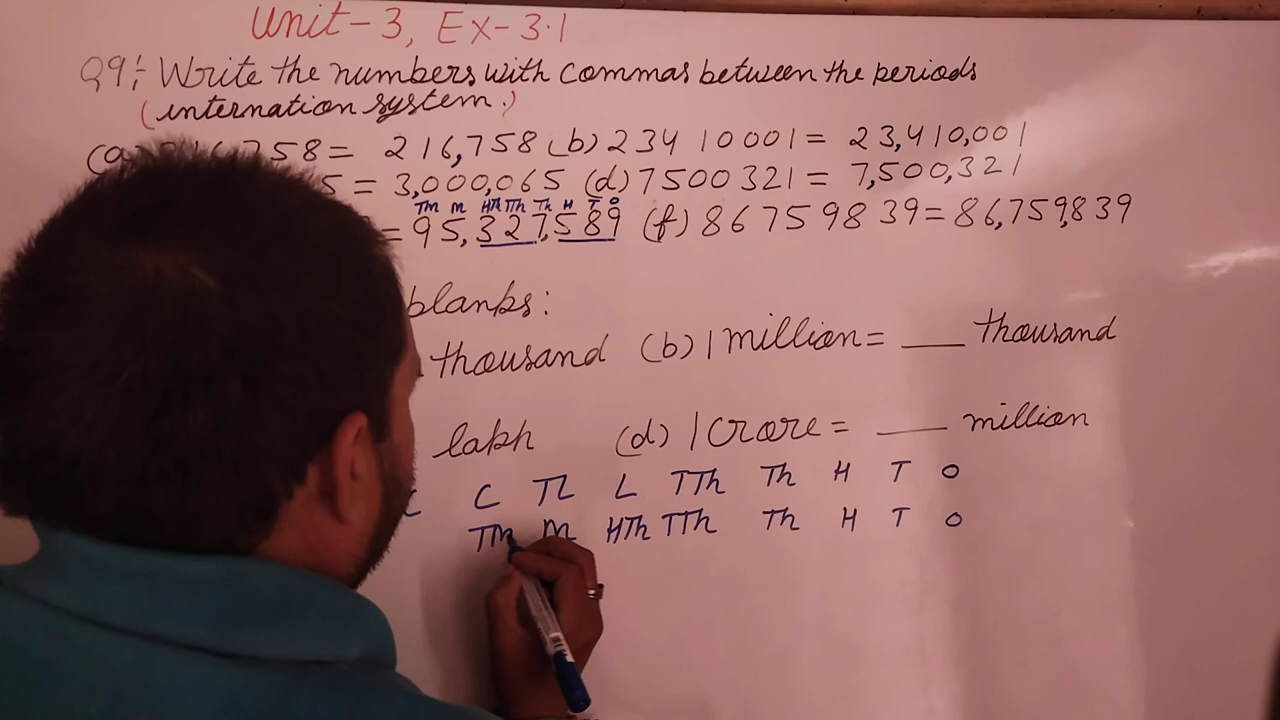 Unit-3, Ex-3.1
Q9:- Write the numbers with commas between the periods
(internation system.)
(a) 216758 = 216,758 (b) 23410001 = 23,410,001
5 = 3,000,065 (d) 7500321 = 7,500,321
TM M HTh TTh Th H T O
= 95,327,589 (f) 86759839 = 86,759,839
blanks:
thousand (b) 1 million = ___ thousand
lakh (d) 1 Crore = ___ million
C C TL L TTh Th H T O
TM M HTh TTh Th H T O